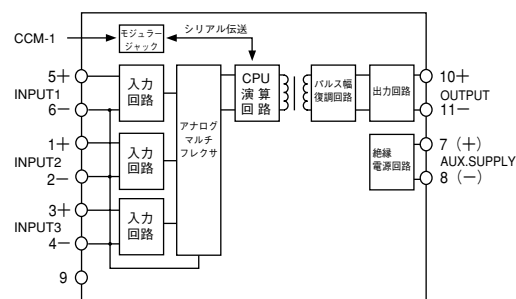 CCM-1
モジュラー
ジャック
シリアル伝送
5+
INPUT1
6−
入力
回路
1+
INPUT2
2−
入力
回路
3+
INPUT3
4−
入力
回路
9
アナログ
マルチ
プレクサ
CPU
演算
回路
パルス幅
復調回路
出力回路
10+
OUTPUT
11−
絶縁
電源回路
7（+）
AUX.SUPPLY
8（−）